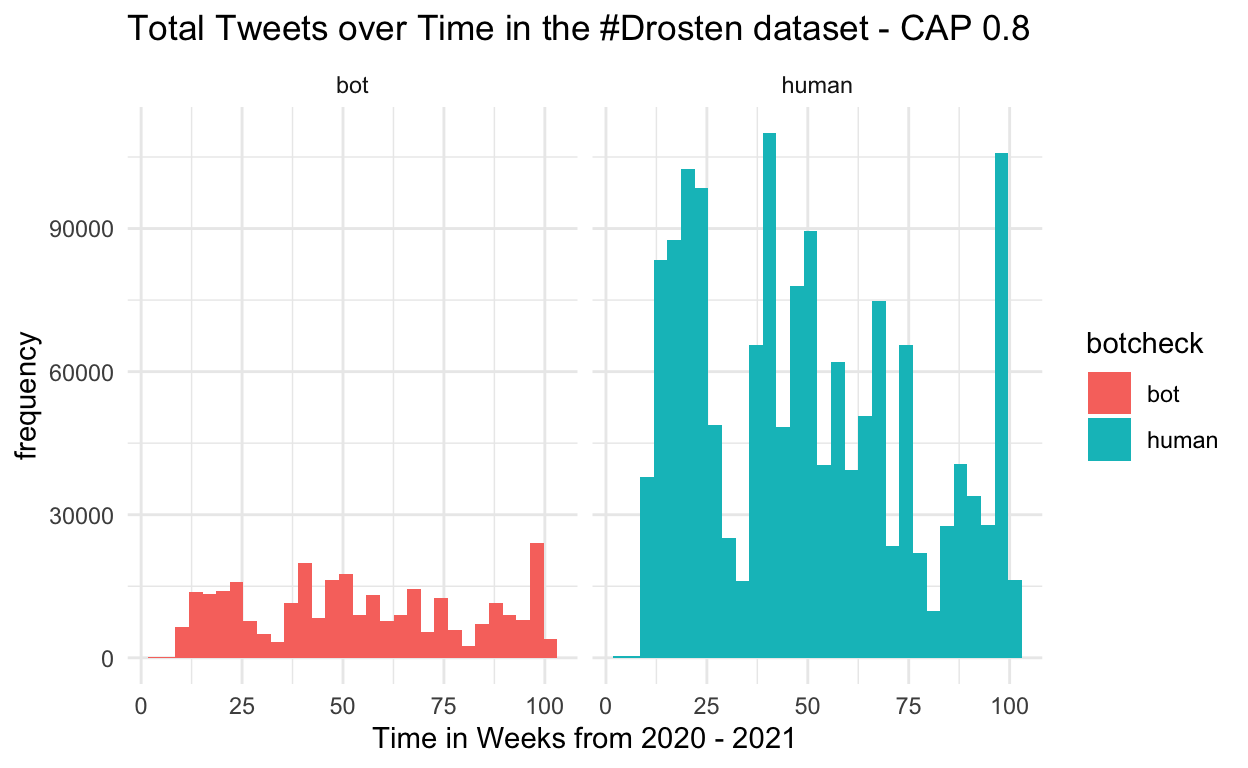 Total Tweets over Time in the #Drosten dataset - CAP 0.8
bot
human
frequency
90000
60000
30000
0
0 25 50 75 100
0 25 50 75 100
Time in Weeks from 2020 - 2021
botcheck
bot
human